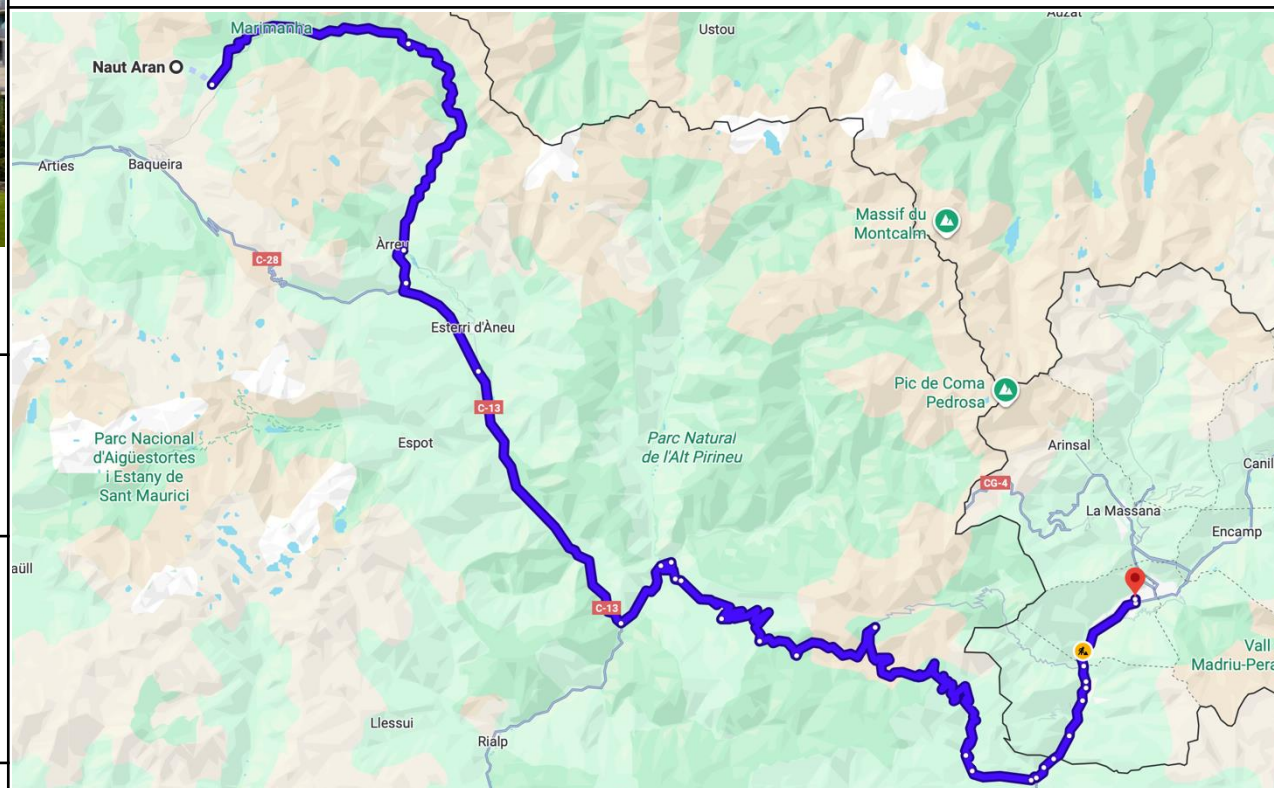 Auzat
Marimanha
Ustou
Naut Aran
Arties
Baqueira
Massif du
Montcalm
Àrreu
C-28
Esterri d'Àneu
Pic de Coma
Pedrosa
C-13
Parc Nacional
d'Aigüestortes
i Estany de
Sant Maurici
Espot
Parc Natural
de l'Alt Pirineu
Arinsal
Canil
CG-4
La Massana
Encamp
aüll
C-13
Vall
Madriu-Pera
Llessui
Rialp